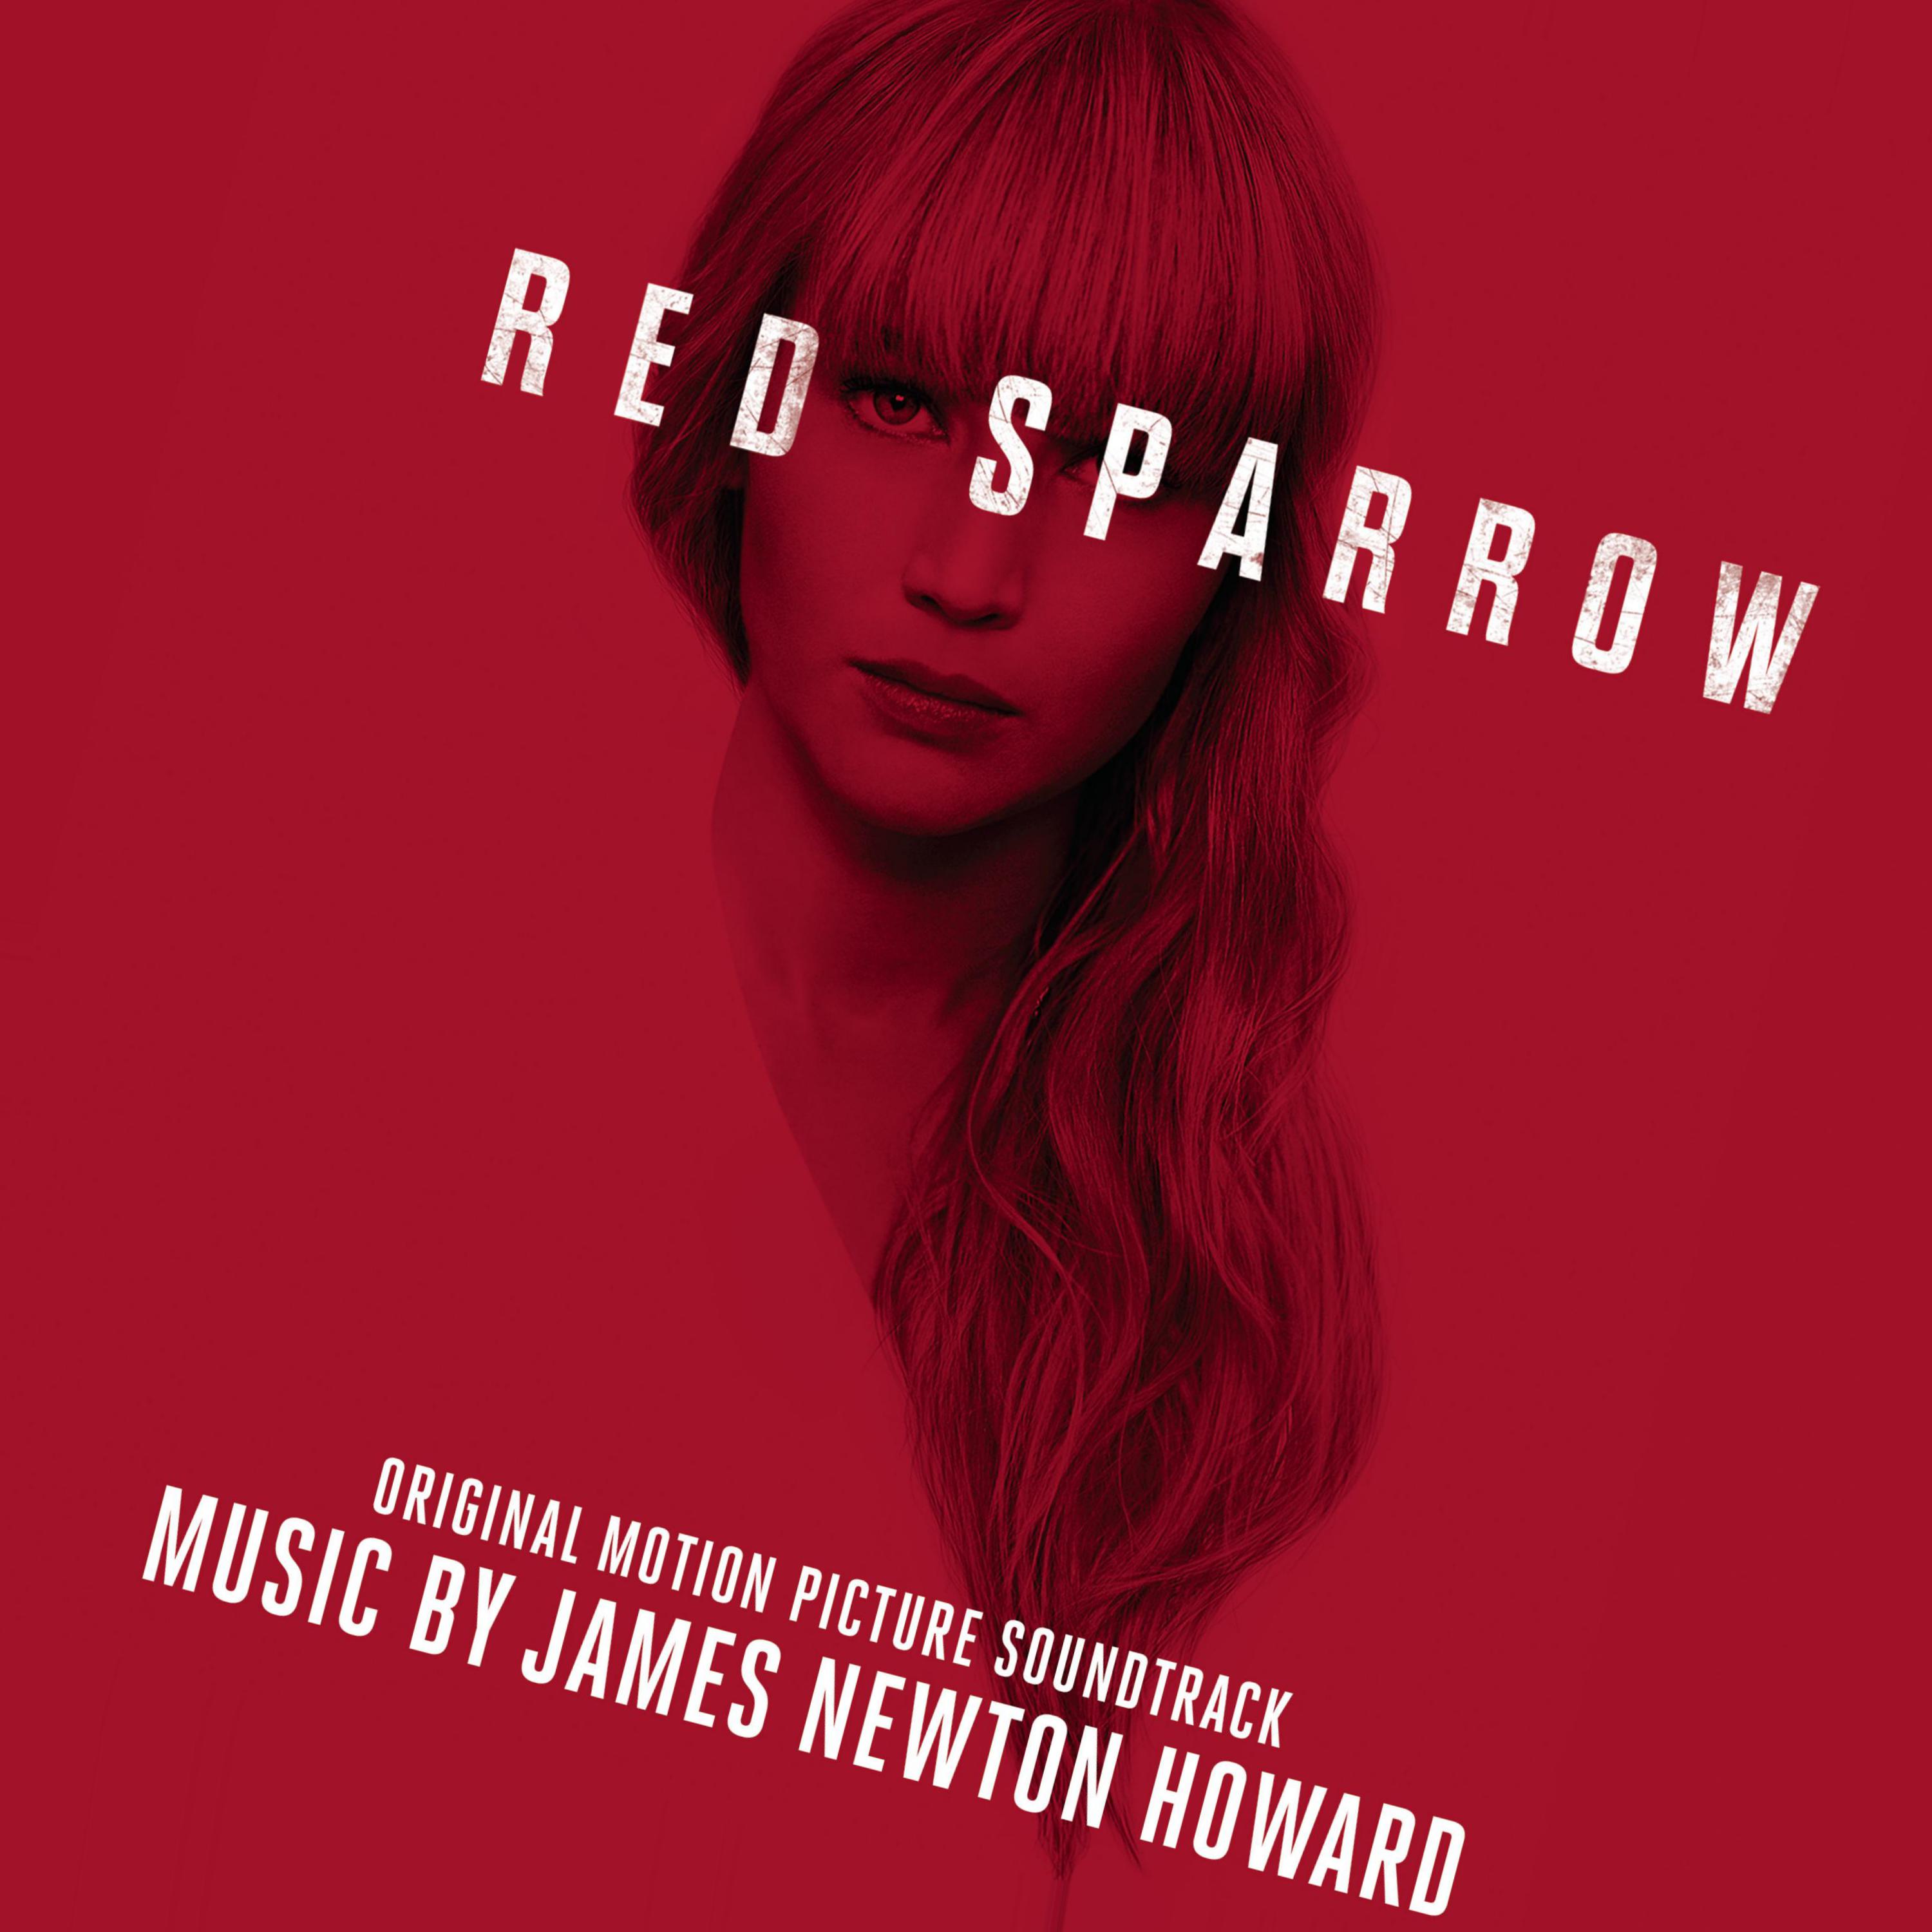 RED SPARROW
ORIGINAL MOTION PICTURE SOUNDTRACK
MUSIC BY JAMES NEWTON HOWARD